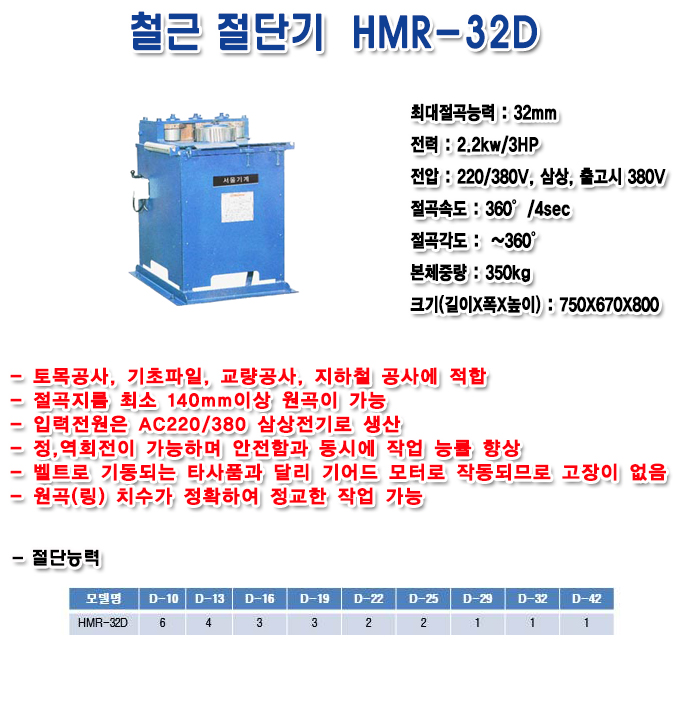 철근 절단기 HMR-32D
최대절곡능력 : 32mm
전력 : 2.2kw/3HP
전압 : 220/380V, 삼상, 출고시 380V
절곡속도 : 360° /4sec
절곡각도 : ~360°
본체중량 : 350kg
크기(길이X폭X높이) : 750X670X800
서울기계
- 토목공사, 기초파일, 교량공사, 지하철 공사에 적합
- 절곡지름 최소 140mm이상 원곡이 가능
- 입력전원은 AC220/380 삼상전기로 생산
- 정,역회전이 가능하며 안전함과 동시에 작업 능률 향상
- 벨트로 기동되는 타사품과 달리 기어드 모터로 작동되므로 고장이 없음
- 원곡(링) 치수가 정확하여 정교한 작업 가능
- 절단능력
모델명 D-10 D-13 D-16 D-19 D-22 D-25 D-29 D-32 D-42
HMR-32D 6 4 3 3 2 2 1 1 1